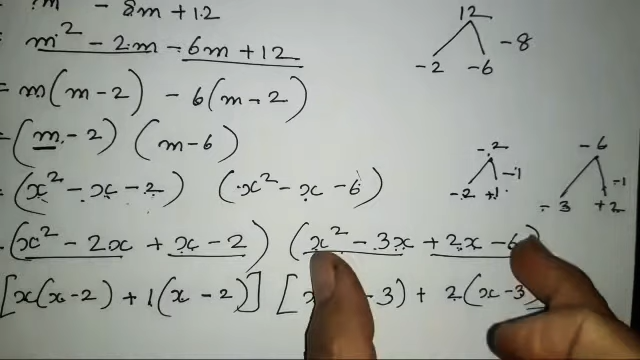 m² - 8m + 12
= m² - 2m - 6m + 12
= m(m-2) - 6(m-2)
= (m-2) (m-6)
= (x² - x - 2) (x² - x - 6)
= (x² - 2x + x - 2) (x² - 3x + 2x - 6)
[x(x-2) + 1(x-2)] [x - 3) + 2(x-3)
12
-8
-2 -6
-2
-1
-2 +1
-6
-1
-3 +2